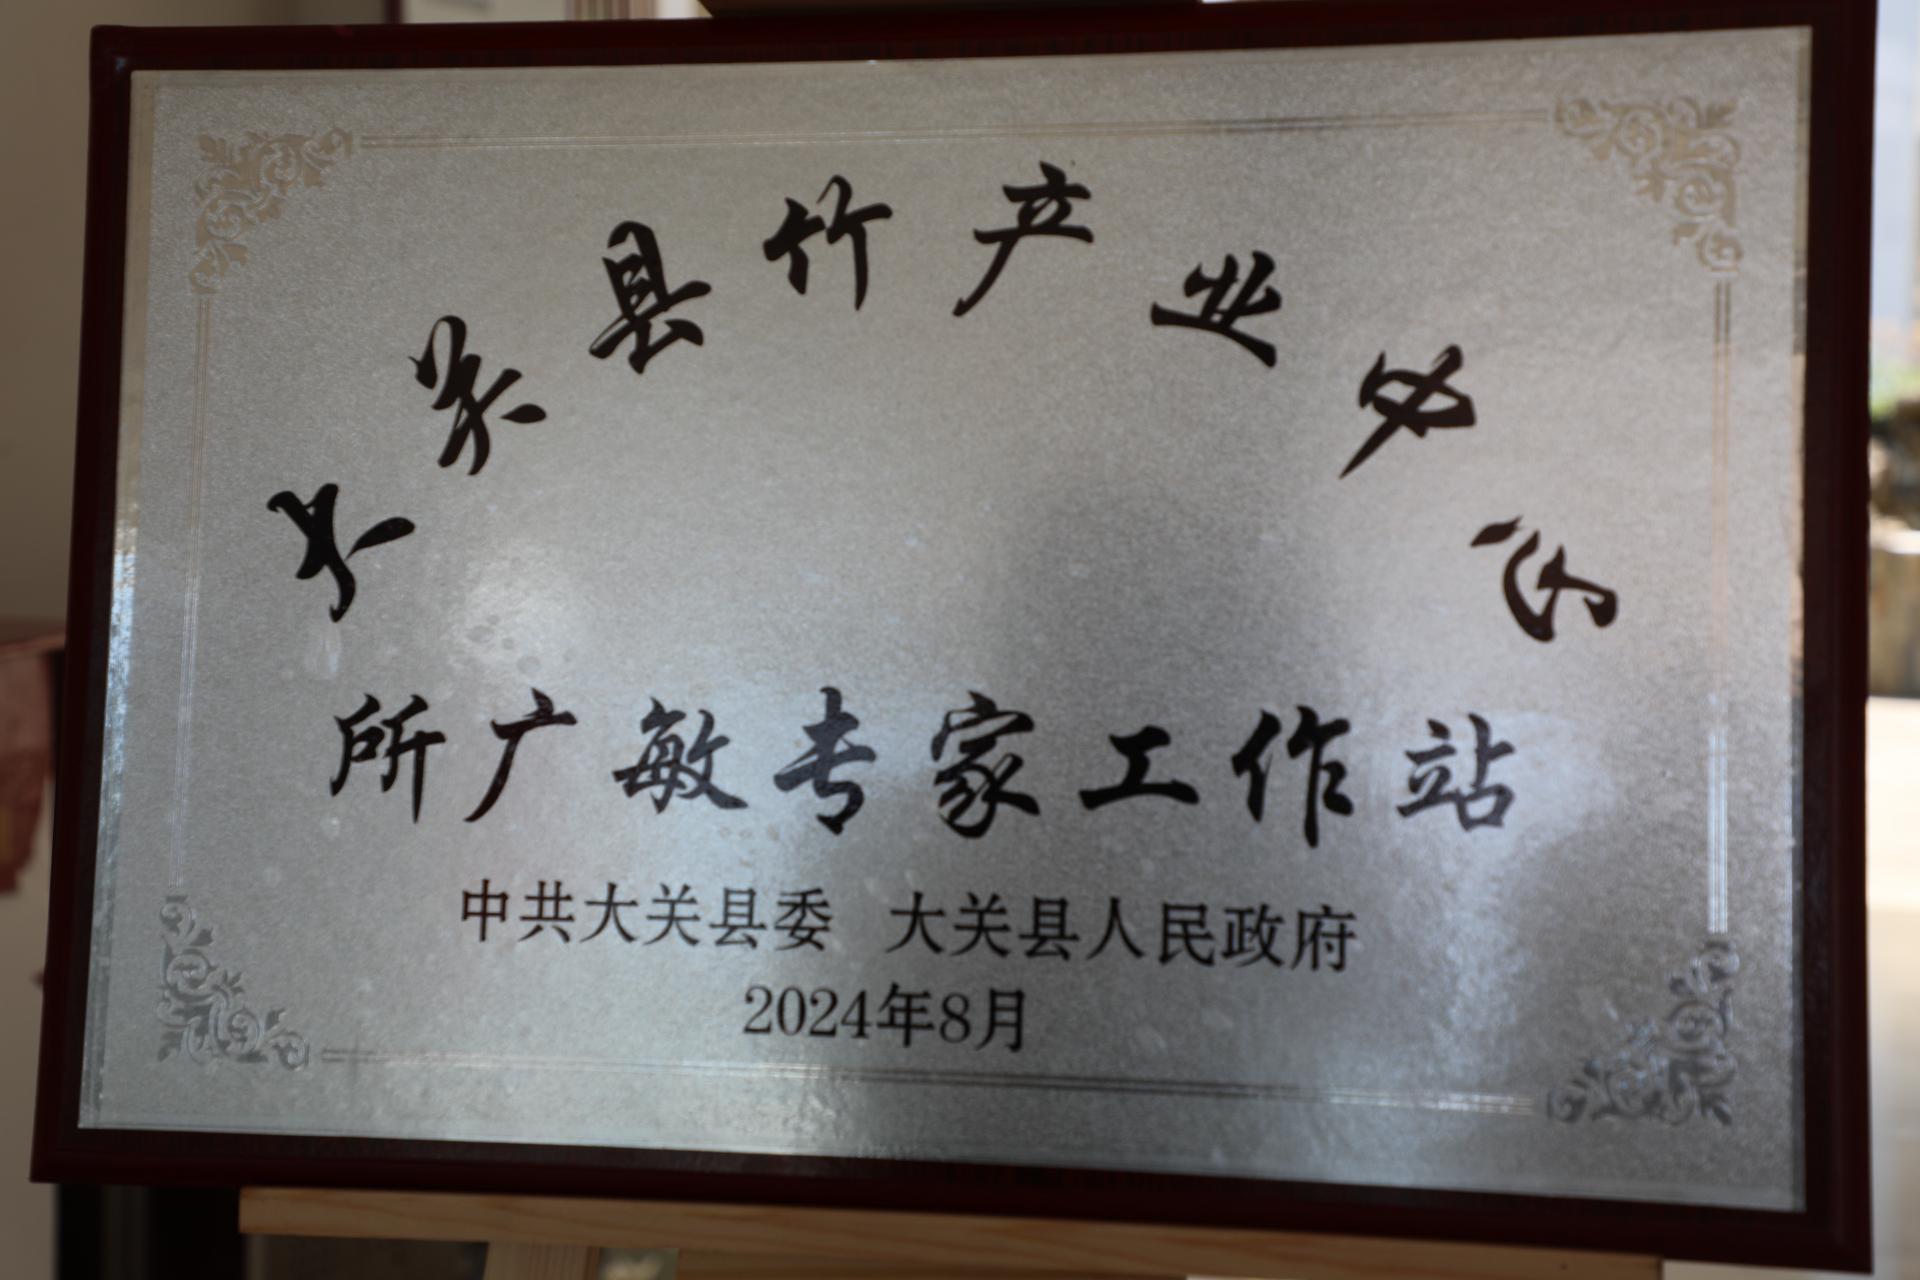 大关县竹产业中心
所广敏专家工作站
中共大关县委 大关县人民政府
2024年8月